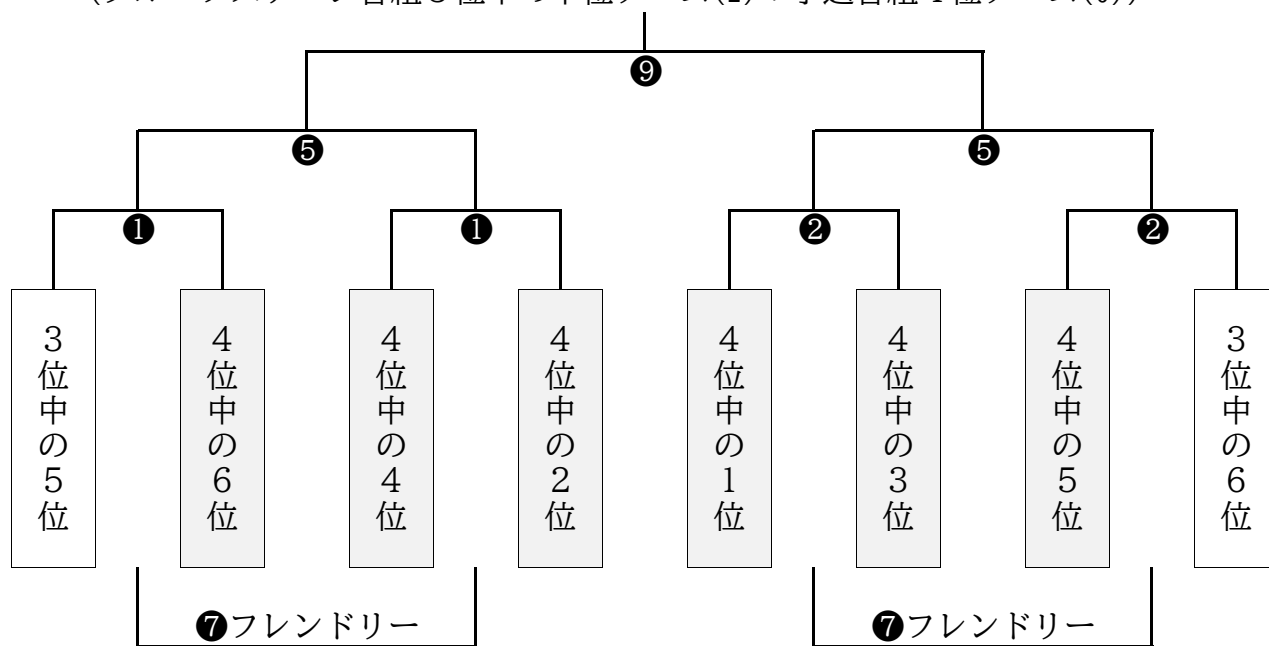 ❾
❺
❺
❶
❶
❷
❷
3位中の5位
4位中の6位
4位中の4位
4位中の2位
4位中の1位
4位中の3位
4位中の5位
3位中の6位
❼フレンドリー
❼フレンドリー